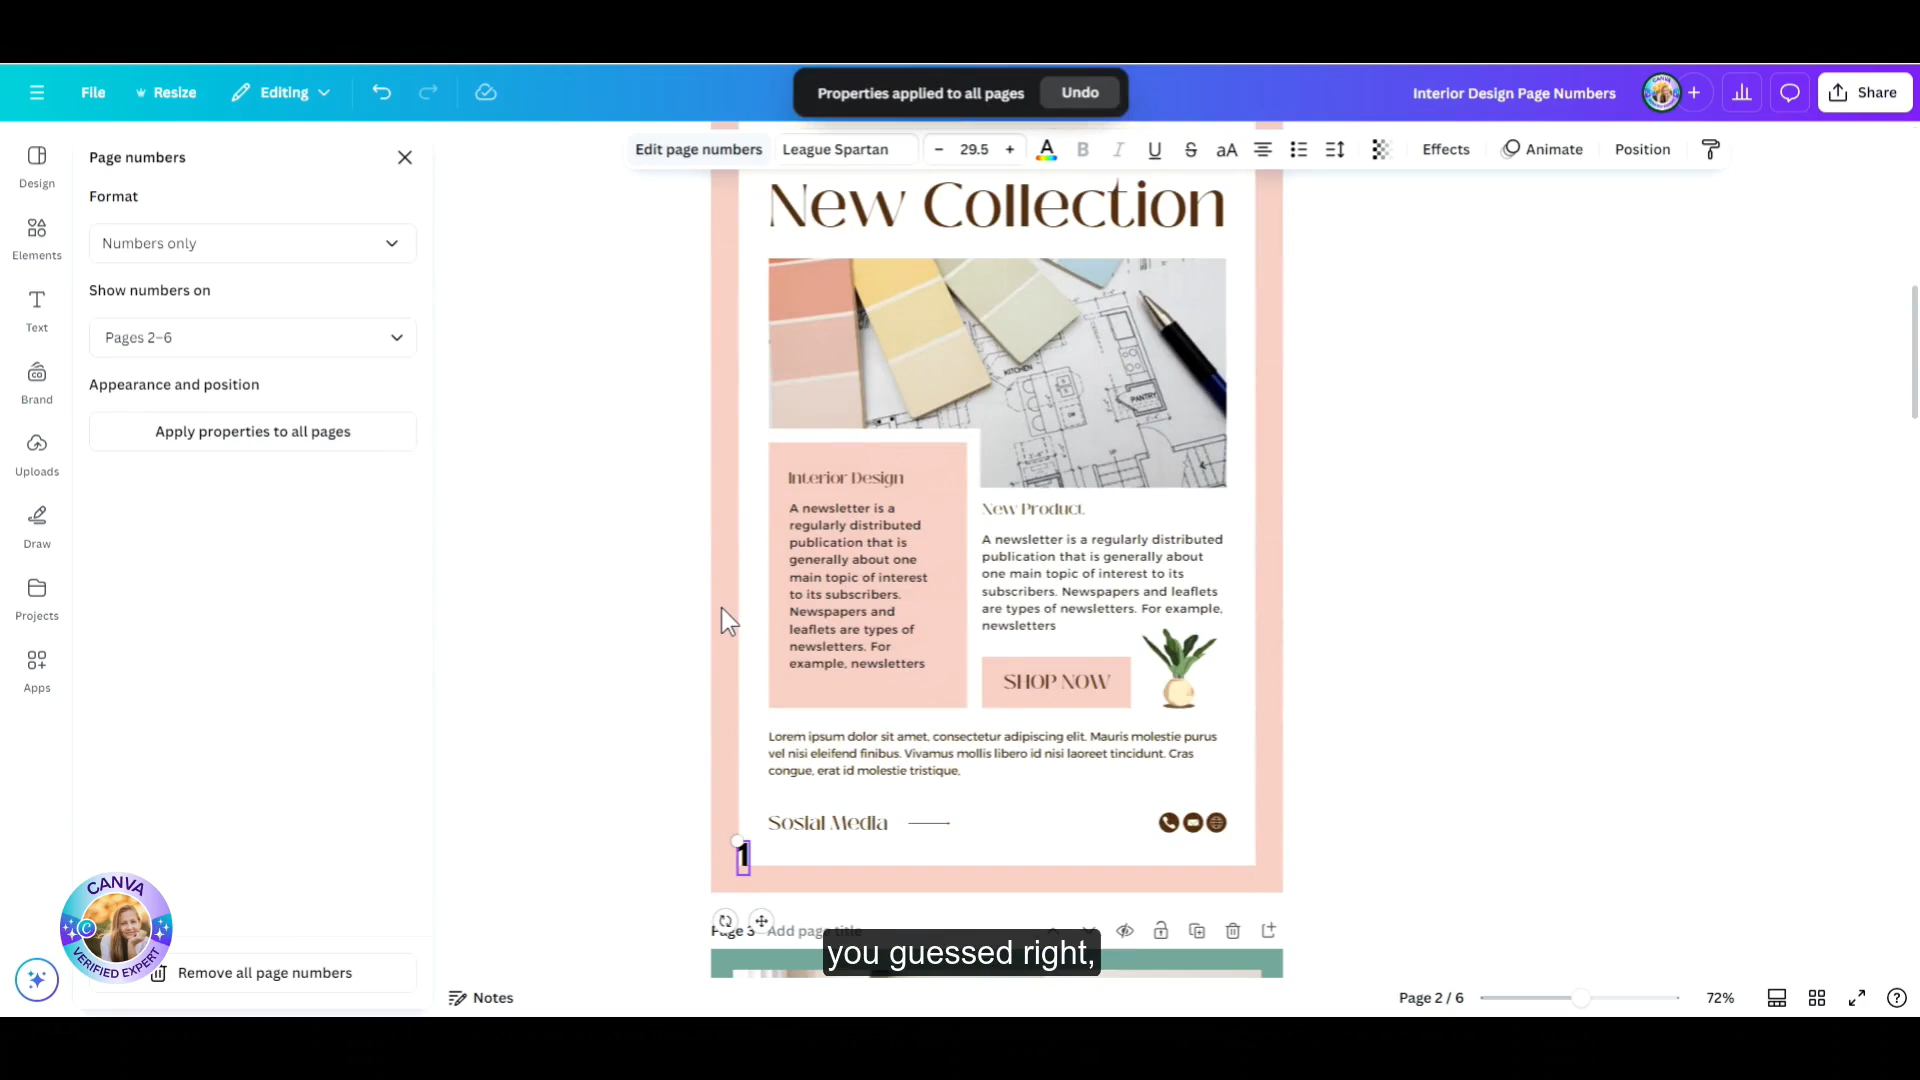 File
Resize
Editing
Properties applied to all pages
Undo
Interior Design Page Numbers
Share
Design
Elements
Text
Brand
Uploads
Draw
Projects
Apps
Page numbers
Format
Numbers only
Show numbers on
Pages 2-6
Appearance and position
Apply properties to all pages
Remove all page numbers
CANVA
VERIFIED EXPERT
Edit page numbers
League Spartan
- 29.5 +
A B I U S aA
Effects
Animate
Position
New Collection
KITCHEN
PANTRY
Interior Design
A newsletter is a
regularly distributed
publication that is
generally about one
main topic of interest
to its subscribers.
Newspapers and
leaflets are types of
newsletters. For
example, newsletters
New Product
A newsletter is a regularly distributed
publication that is generally about
one main topic of interest to its
subscribers. Newspapers and leaflets
are types of newsletters. For example,
newsletters
SHOP NOW
Lorem ipsum dolor sit amet, consectetur adipiscing elit. Mauris molestie purus
vel nisi eleifend finibus. Vivamus mollis libero id nisi laoreet tincidunt. Cras
congue, erat id molestie tristique,
Sosial Media
1
Page 3 Add page title
you guessed right,
Notes
Page 2 / 6
72%